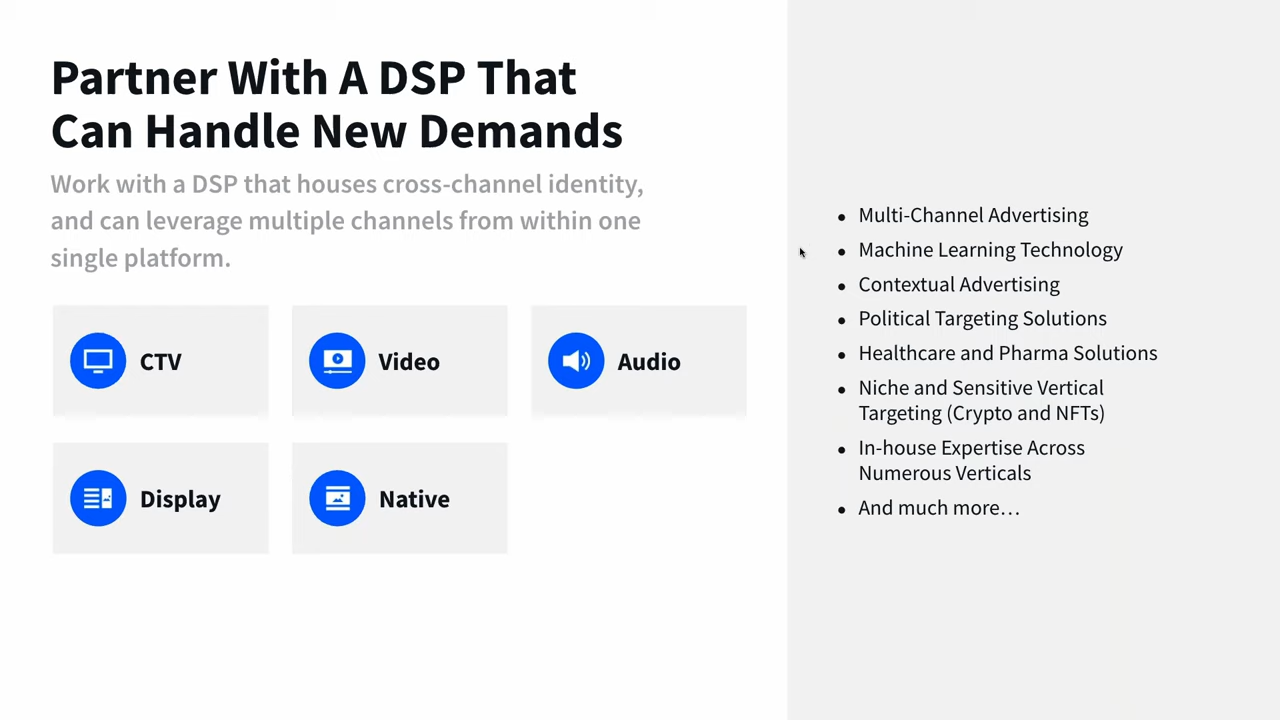 Partner With A DSP That
Can Handle New Demands
Work with a DSP that houses cross-channel identity,
and can leverage multiple channels from within one
single platform.
CTV
Video
Audio
Display
Native
• Multi-Channel Advertising
• Machine Learning Technology
• Contextual Advertising
• Political Targeting Solutions
• Healthcare and Pharma Solutions
• Niche and Sensitive Vertical
Targeting (Crypto and NFTs)
• In-house Expertise Across
Numerous Verticals
• And much more…